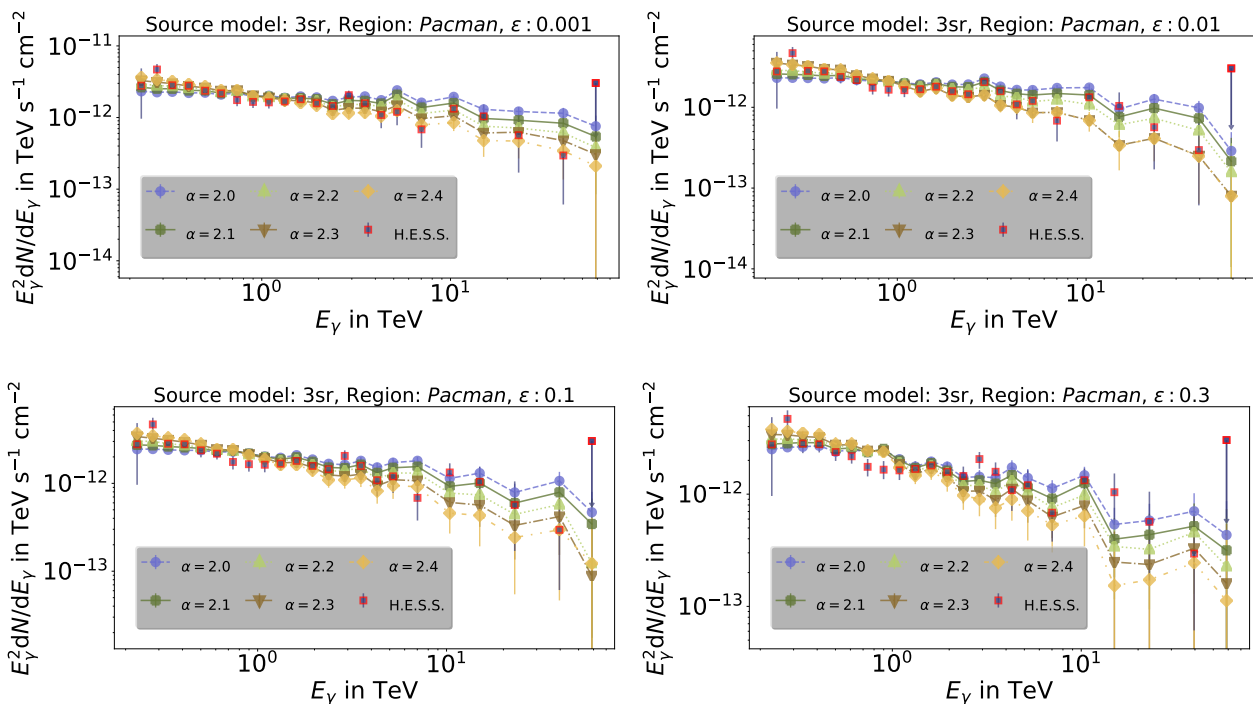 Source model: 3sr, Region: Pacman, ε : 0.001
E_γ^2 dN/dE_γ in TeV s^−1 cm^−2
10^−11
10^−12
10^−13
10^−14
α = 2.0
α = 2.2
α = 2.4
α = 2.1
α = 2.3
H.E.S.S.
10^0
10^1
E_γ in TeV
Source model: 3sr, Region: Pacman, ε : 0.01
E_γ^2 dN/dE_γ in TeV s^−1 cm^−2
10^−12
10^−13
10^−14
α = 2.0
α = 2.2
α = 2.4
α = 2.1
α = 2.3
H.E.S.S.
10^0
10^1
E_γ in TeV
Source model: 3sr, Region: Pacman, ε : 0.1
E_γ^2 dN/dE_γ in TeV s^−1 cm^−2
10^−12
10^−13
α = 2.0
α = 2.2
α = 2.4
α = 2.1
α = 2.3
H.E.S.S.
10^0
10^1
E_γ in TeV
Source model: 3sr, Region: Pacman, ε : 0.3
E_γ^2 dN/dE_γ in TeV s^−1 cm^−2
10^−12
10^−13
α = 2.0
α = 2.2
α = 2.4
α = 2.1
α = 2.3
H.E.S.S.
10^0
10^1
E_γ in TeV